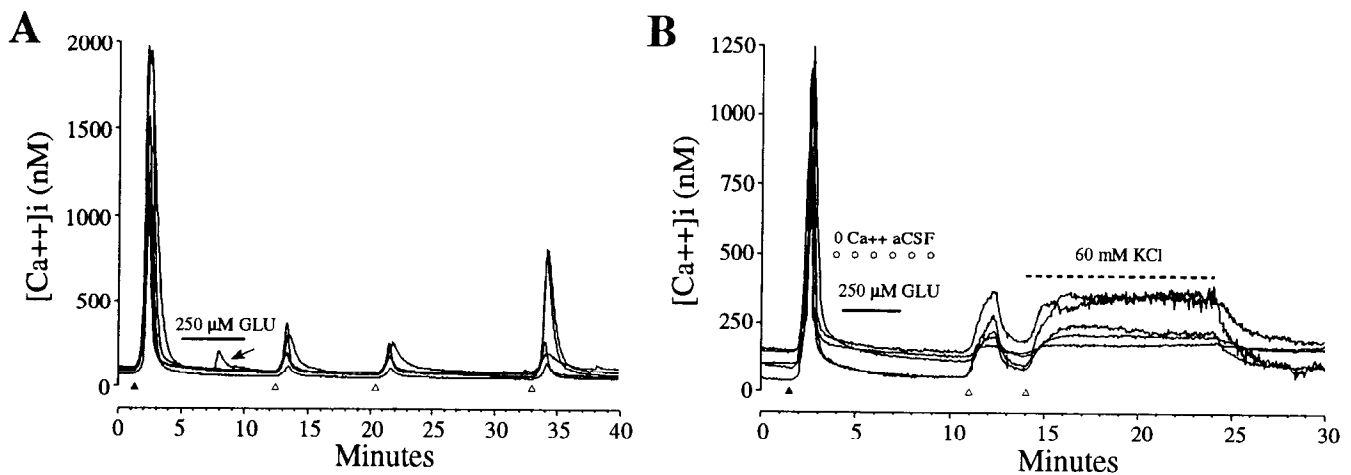 A
B
[Ca++]i (nM)
2000
1500
1000
500
0
250 µM GLU
0 5 10 15 20 25 30 35 40
Minutes
[Ca++]i (nM)
1250
1000
750
500
250
0
0 Ca++ aCSF
250 µM GLU
60 mM KCl
0 5 10 15 20 25 30
Minutes